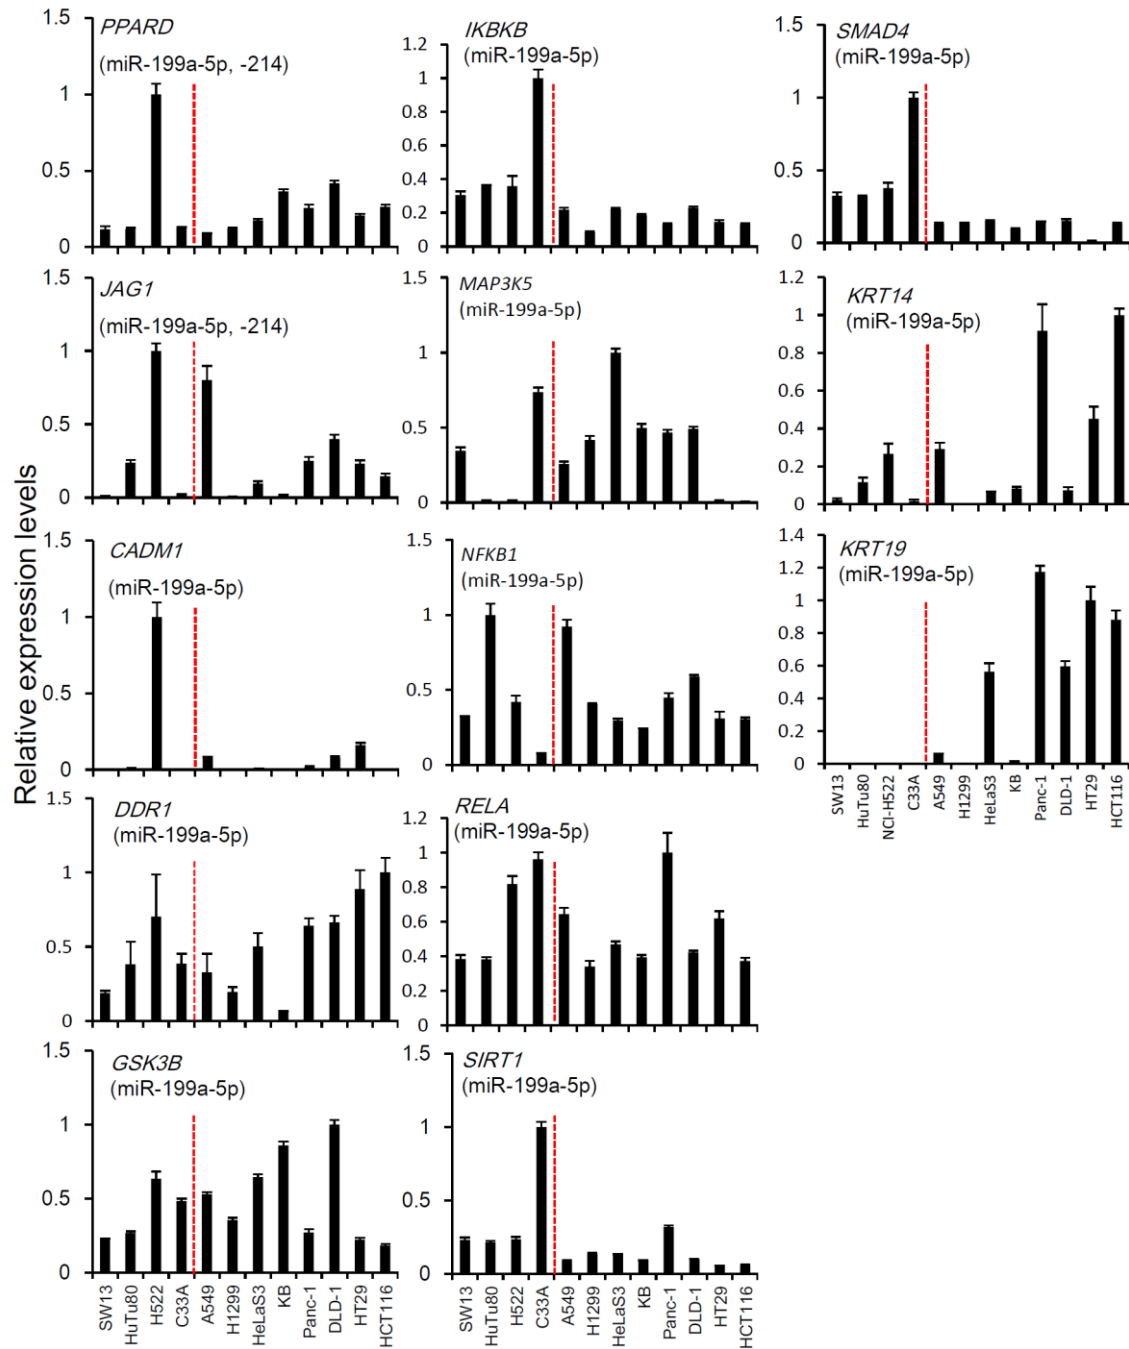 Relative expression levels
PPARD
(miR-199a-5p, -214)
1.5
1
0.5
0
IKBKB
(miR-199a-5p)
1.2
1
0.8
0.6
0.4
0.2
0
SMAD4
(miR-199a-5p)
1.5
1
0.5
0
JAG1
(miR-199a-5p, -214)
1.5
1
0.5
0
MAP3K5
(miR-199a-5p)
1.5
1
0.5
0
KRT14
(miR-199a-5p)
1.2
1
0.8
0.6
0.4
0.2
0
CADM1
(miR-199a-5p)
1.5
1
0.5
0
NFKB1
(miR-199a-5p)
1.5
1
0.5
0
KRT19
(miR-199a-5p)
1.4
1.2
1
0.8
0.6
0.4
0.2
0
SW13
HuTu80
NCI-H522
C33A
A549
H1299
HeLaS3
KB
Panc-1
DLD-1
HT29
HCT116
DDR1
(miR-199a-5p)
1.5
1
0.5
0
RELA
(miR-199a-5p)
1.2
1
0.8
0.6
0.4
0.2
0
GSK3B
(miR-199a-5p)
1.5
1
0.5
0
SW13
HuTu80
H522
C33A
A549
H1299
HeLaS3
KB
Panc-1
DLD-1
HT29
HCT116
SIRT1
(miR-199a-5p)
1.5
1
0.5
0
SW13
HuTu80
H522
C33A
A549
H1299
HeLaS3
KB
Panc-1
DLD-1
HT29
HCT116